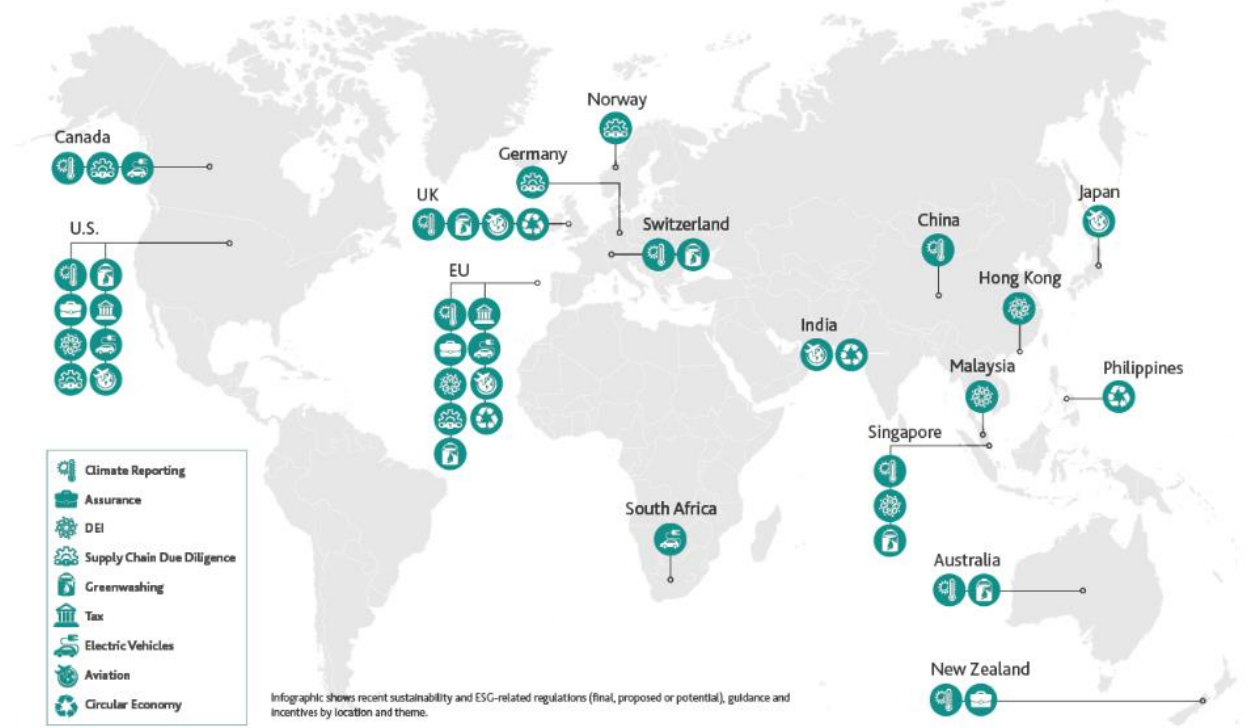 Norway
Canada
Germany
UK
Japan
U.S.
Switzerland
China
EU
Hong Kong
India
Malaysia
Philippines
Singapore
South Africa
Australia
New Zealand
Climate Reporting
Assurance
DEI
Supply Chain Due Diligence
Greenwashing
Tax
Electric Vehicles
Aviation
Circular Economy
Infographic shows recent sustainability and ESG-related regulations (final, proposed or potential), guidance and
incentives by location and theme.